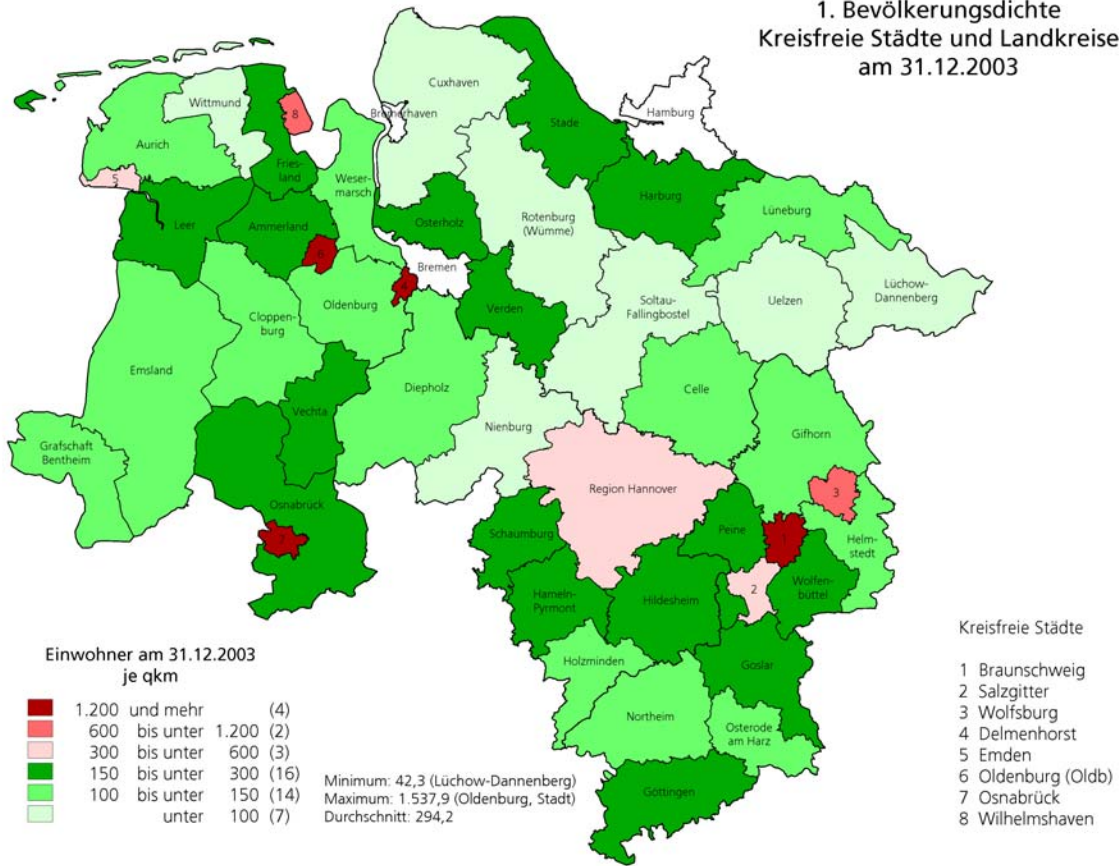 1. Bevölkerungsdichte
Kreisfreie Städte und Landkreise
am 31.12.2003
Cuxhaven
Wittmund
Bremerhaven
Hamburg
8
Stade
Aurich
Fries-
land
5
Weser-
marsch
Harburg
Lüneburg
Rotenburg
(Wümme)
Osterholz
Leer
Ammerland
6
Bremen
4
Lüchow-
Dannenberg
Uelzen
Soltau-
Fallingbostel
Oldenburg
Verden
Cloppen-
burg
Emsland
Diepholz
Celle
Vechta
Nienburg
Gifhorn
Grafschaft
Bentheim
Region Hannover
3
Osnabrück
7
Schaumburg
Peine
1
Helm-
stedt
2
Wolfen-
büttel
Hameln-
Pyrmont
Hildesheim
Holzminden
Goslar
Northeim
Osterode
am Harz
Göttingen
Einwohner am 31.12.2003
je qkm
1.200 und mehr (4)
600 bis unter 1.200 (2)
300 bis unter 600 (3)
150 bis unter 300 (16)
100 bis unter 150 (14)
unter 100 (7)
Minimum: 42,3 (Lüchow-Dannenberg)
Maximum: 1.537,9 (Oldenburg, Stadt)
Durchschnitt: 294,2
Kreisfreie Städte
1 Braunschweig
2 Salzgitter
3 Wolfsburg
4 Delmenhorst
5 Emden
6 Oldenburg (Oldb)
7 Osnabrück
8 Wilhelmshaven